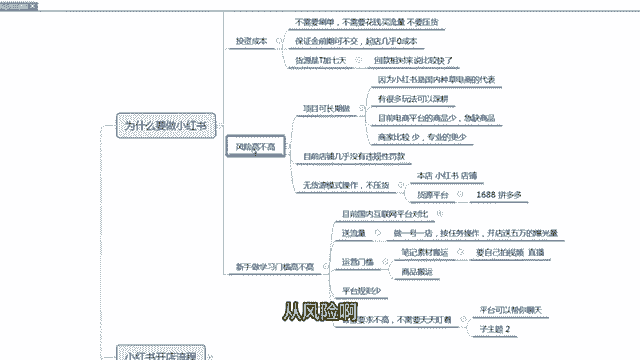 投资成本
不需要刷单，不需要花钱买流量 不要压货
保证金前期可不交，起店几乎0成本
货源是T加七天
回款相对来说比较快了
为什么要做小红书
风险高不高
项目可长期做
因为小红书是国内种草电商的代表
有很多玩法可以深耕
目前电商平台的商品少，急缺商品
商家比较 少，专业的更少
目前店铺几乎没有违规性罚款
无货源模式操作，不压货
本店 小红书 店铺
货源平台
1688 拼多多
新手做学习门槛高不高
目前国内互联网平台对比
送流量
做一号一店，按任务操作，开店送五万的曝光量
运营门槛
笔记素材搬运
要自己拍视频 直播
商品搬运
平台规则少
要求不高，不需要天天盯着
平台可以帮你聊天
子主题 2
从风险啊
小红书开店流程